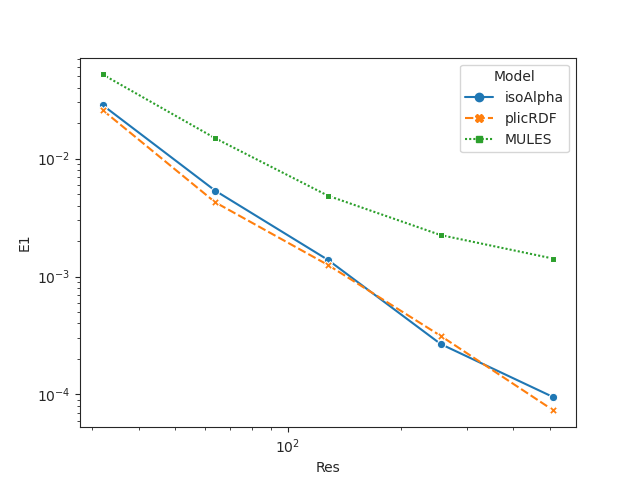 Model
isoAlpha
plicRDF
MULES
E1
10⁻²
10⁻³
10⁻⁴
10²
Res